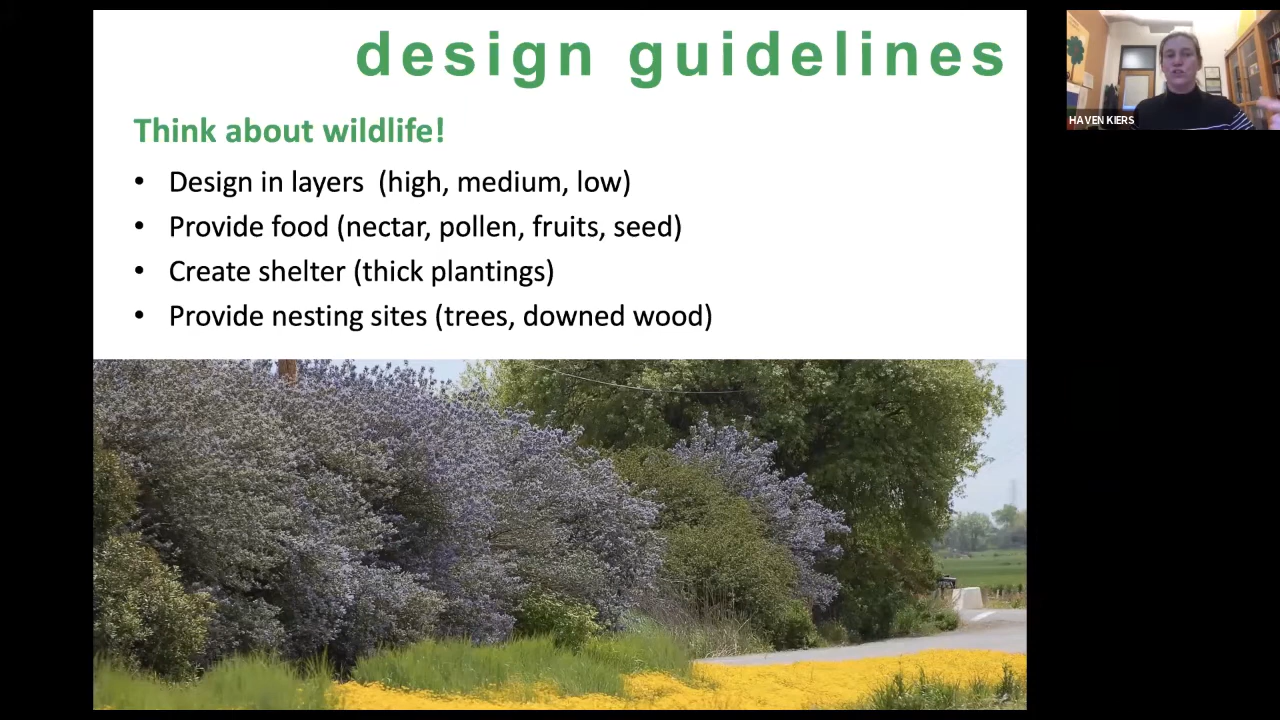 design guidelines
Think about wildlife!
• Design in layers (high, medium, low)
• Provide food (nectar, pollen, fruits, seed)
• Create shelter (thick plantings)
• Provide nesting sites (trees, downed wood)
HAVEN KIERS